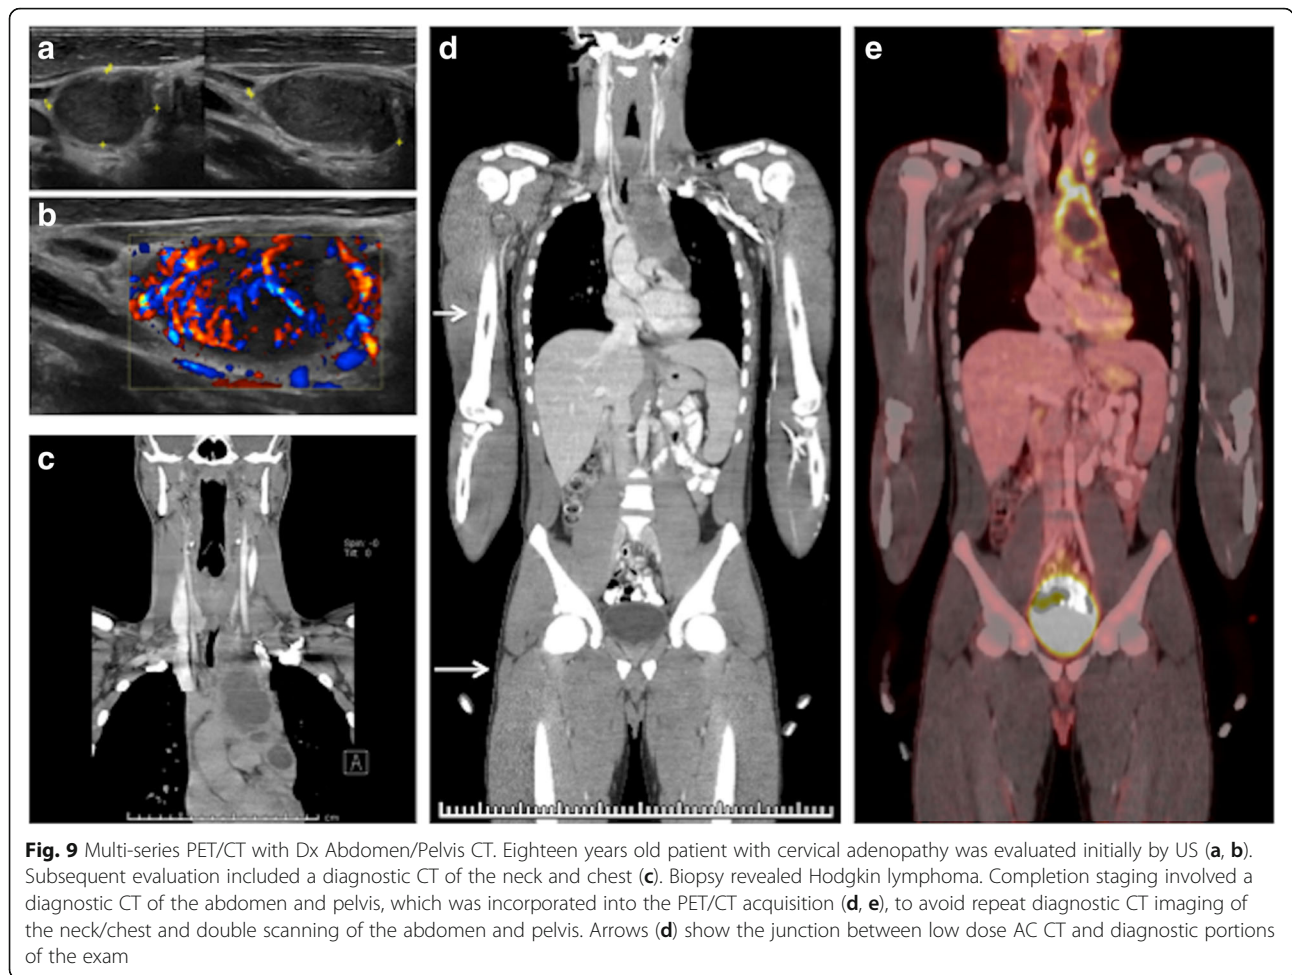 a
d
e
b
c
Spin: -0
Tilt 0
A
cm
Fig. 9 Multi-series PET/CT with Dx Abdomen/Pelvis CT. Eighteen years old patient with cervical adenopathy was evaluated initially by US (a, b).
Subsequent evaluation included a diagnostic CT of the neck and chest (c). Biopsy revealed Hodgkin lymphoma. Completion staging involved a
diagnostic CT of the abdomen and pelvis, which was incorporated into the PET/CT acquisition (d, e), to avoid repeat diagnostic CT imaging of
the neck/chest and double scanning of the abdomen and pelvis. Arrows (d) show the junction between low dose AC CT and diagnostic portions
of the exam